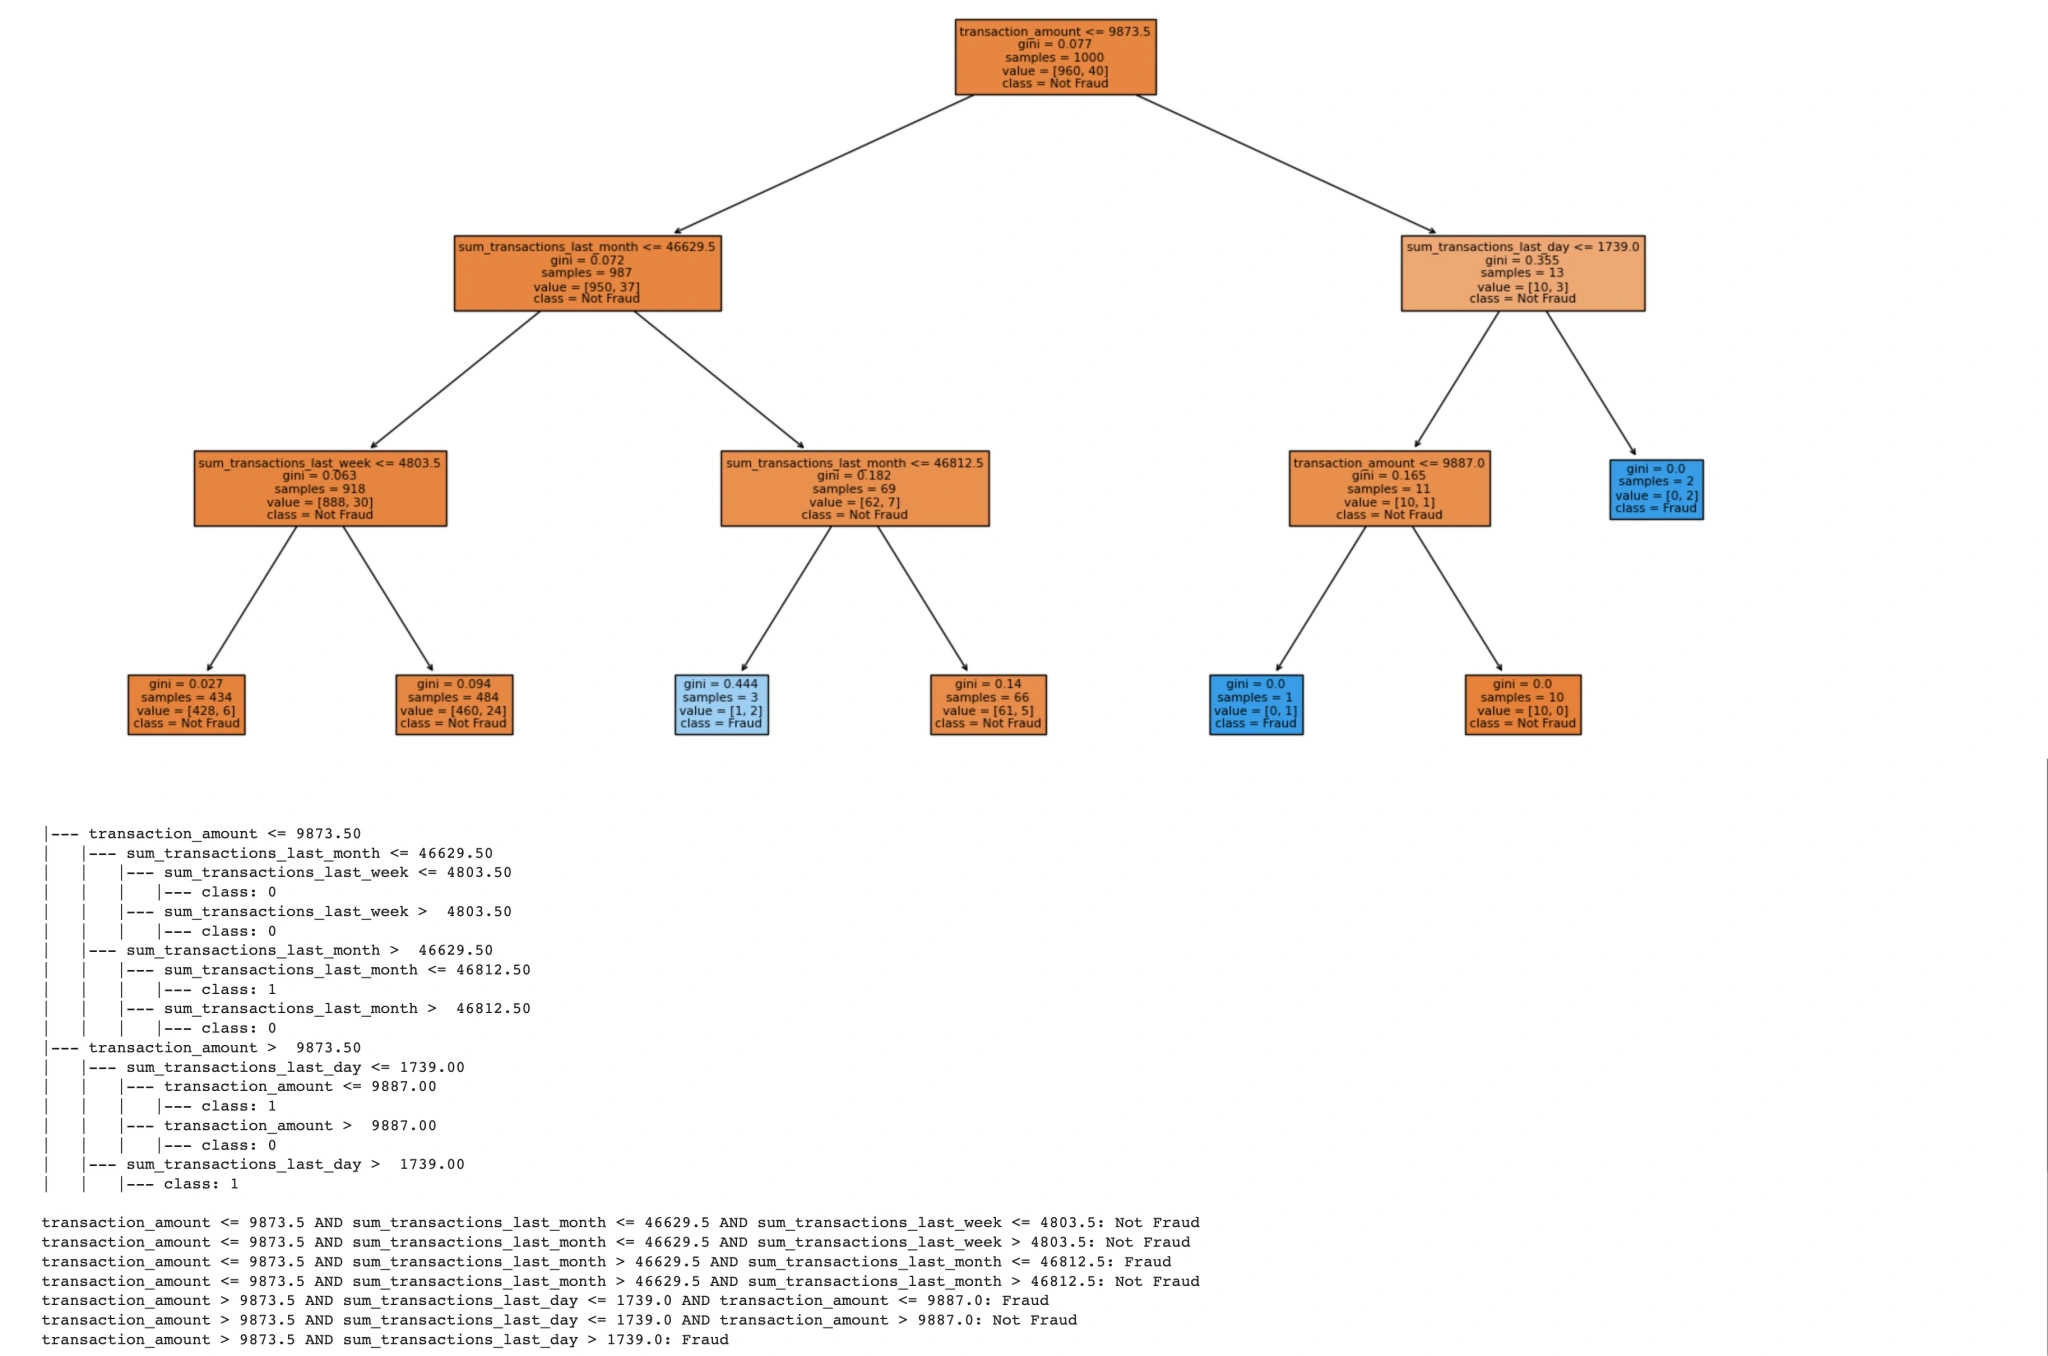 transaction_amount <= 9873.5
gini = 0.077
samples = 1000
value = [960, 40]
class = Not Fraud
sum_transactions_last_month <= 46629.5
gini = 0.072
samples = 987
value = [950, 37]
class = Not Fraud
sum_transactions_last_day <= 1739.0
gini = 0.355
samples = 13
value = [10, 3]
class = Not Fraud
sum_transactions_last_week <= 4803.5
gini = 0.063
samples = 918
value = [888, 30]
class = Not Fraud
sum_transactions_last_month <= 46812.5
gini = 0.182
samples = 69
value = [62, 7]
class = Not Fraud
transaction_amount <= 9887.0
gini = 0.165
samples = 11
value = [10, 1]
class = Not Fraud
gini = 0.0
samples = 2
value = [0, 2]
class = Fraud
gini = 0.027
samples = 434
value = [428, 6]
class = Not Fraud
gini = 0.094
samples = 484
value = [460, 24]
class = Not Fraud
gini = 0.444
samples = 3
value = [1, 2]
class = Fraud
gini = 0.14
samples = 66
value = [61, 5]
class = Not Fraud
gini = 0.0
samples = 1
value = [0, 1]
class = Fraud
gini = 0.0
samples = 10
value = [10, 0]
class = Not Fraud
|--- transaction_amount <= 9873.50
|   |--- sum_transactions_last_month <= 46629.50
|   |   |--- sum_transactions_last_week <= 4803.50
|   |   |   |--- class: 0
|   |   |--- sum_transactions_last_week >  4803.50
|   |   |   |--- class: 0
|   |--- sum_transactions_last_month >  46629.50
|   |   |--- sum_transactions_last_month <= 46812.50
|   |   |   |--- class: 1
|   |   |--- sum_transactions_last_month >  46812.50
|   |   |   |--- class: 0
|--- transaction_amount >  9873.50
|   |--- sum_transactions_last_day <= 1739.00
|   |   |--- transaction_amount <= 9887.00
|   |   |   |--- class: 1
|   |   |--- transaction_amount >  9887.00
|   |   |   |--- class: 0
|   |--- sum_transactions_last_day >  1739.00
|   |   |--- class: 1
transaction_amount <= 9873.5 AND sum_transactions_last_month <= 46629.5 AND sum_transactions_last_week <= 4803.5: Not Fraud
transaction_amount <= 9873.5 AND sum_transactions_last_month <= 46629.5 AND sum_transactions_last_week > 4803.5: Not Fraud
transaction_amount <= 9873.5 AND sum_transactions_last_month > 46629.5 AND sum_transactions_last_month <= 46812.5: Fraud
transaction_amount <= 9873.5 AND sum_transactions_last_month > 46629.5 AND sum_transactions_last_month > 46812.5: Not Fraud
transaction_amount > 9873.5 AND sum_transactions_last_day <= 1739.0 AND transaction_amount <= 9887.0: Fraud
transaction_amount > 9873.5 AND sum_transactions_last_day <= 1739.0 AND transaction_amount > 9887.0: Not Fraud
transaction_amount > 9873.5 AND sum_transactions_last_day > 1739.0: Fraud